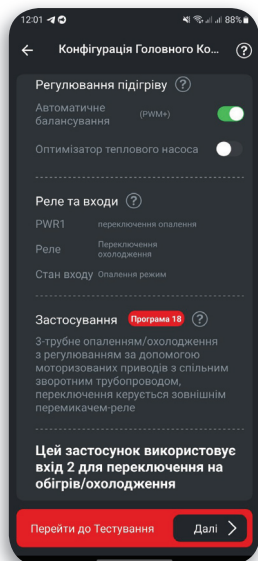 12:01 88%
Конфігурація Головного Ко...
Регулювання підігріву
Автоматичне
балансування
(PWM+)
Оптимізатор теплового насоса
Реле та входи
PWR1 переключення опалення
Реле Переключення
охолодження
Стан входу Опалення режим
Застосування Програма 18
3-трубне опаленням/охолодження
з регулюванням за допомогою
моторизованих приводів з спільним
зворотним трубопроводом,
переключення керується зовнішнім
перемикачем-реле
Цей застосунок використовує
вхід 2 для переключення на
обігрів/охолодження
Перейти до Тестування Далі